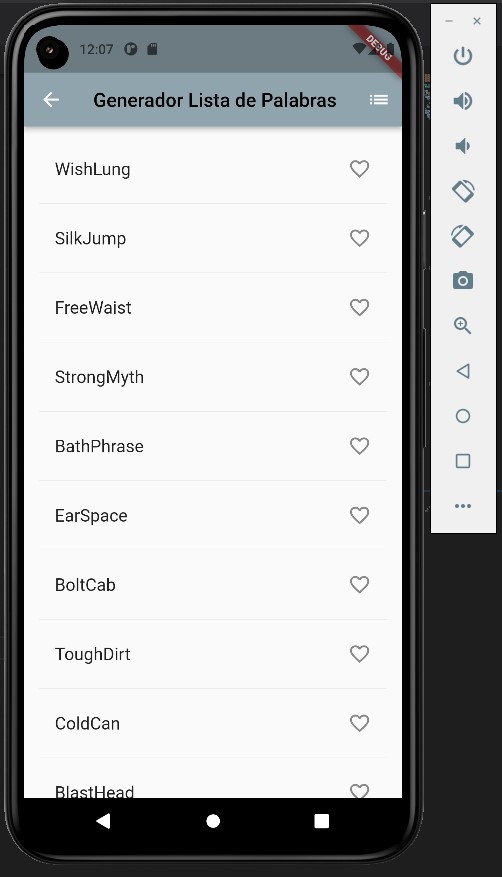 12:07
DEBUG
Generador Lista de Palabras
WishLung
SilkJump
FreeWaist
StrongMyth
BathPhrase
EarSpace
BoltCab
ToughDirt
ColdCan
BlastHead